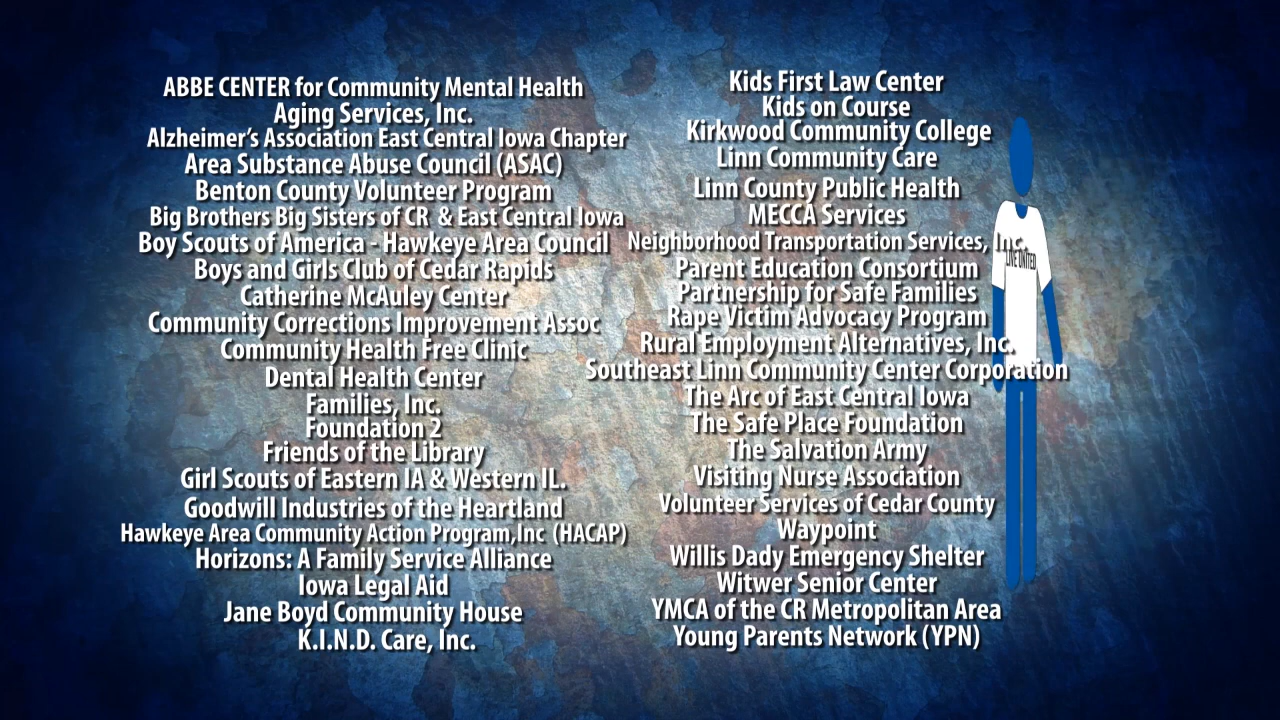 ABBE CENTER for Community Mental Health
Aging Services, Inc.
Alzheimer's Association East Central Iowa Chapter
Area Substance Abuse Council (ASAC)
Benton County Volunteer Program
Big Brothers Big Sisters of CR & East Central Iowa
Boy Scouts of America - Hawkeye Area Council
Boys and Girls Club of Cedar Rapids
Catherine McAuley Center
Community Corrections Improvement Assoc
Community Health Free Clinic
Dental Health Center
Families, Inc.
Foundation 2
Friends of the Library
Girl Scouts of Eastern IA & Western IL.
Goodwill Industries of the Heartland
Hawkeye Area Community Action Program,Inc (HACAP)
Horizons: A Family Service Alliance
Iowa Legal Aid
Jane Boyd Community House
K.I.N.D. Care, Inc.
Kids First Law Center
Kids on Course
Kirkwood Community College
Linn Community Care
Linn County Public Health
MECCA Services
Neighborhood Transportation Services, Inc.
Parent Education Consortium
Partnership for Safe Families
Rape Victim Advocacy Program
Rural Employment Alternatives, Inc.
Southeast Linn Community Center Corporation
The Arc of East Central Iowa
The Safe Place Foundation
The Salvation Army
Visiting Nurse Association
Volunteer Services of Cedar County
Waypoint
Willis Dady Emergency Shelter
Witwer Senior Center
YMCA of the CR Metropolitan Area
Young Parents Network (YPN)
LIVE UNITED